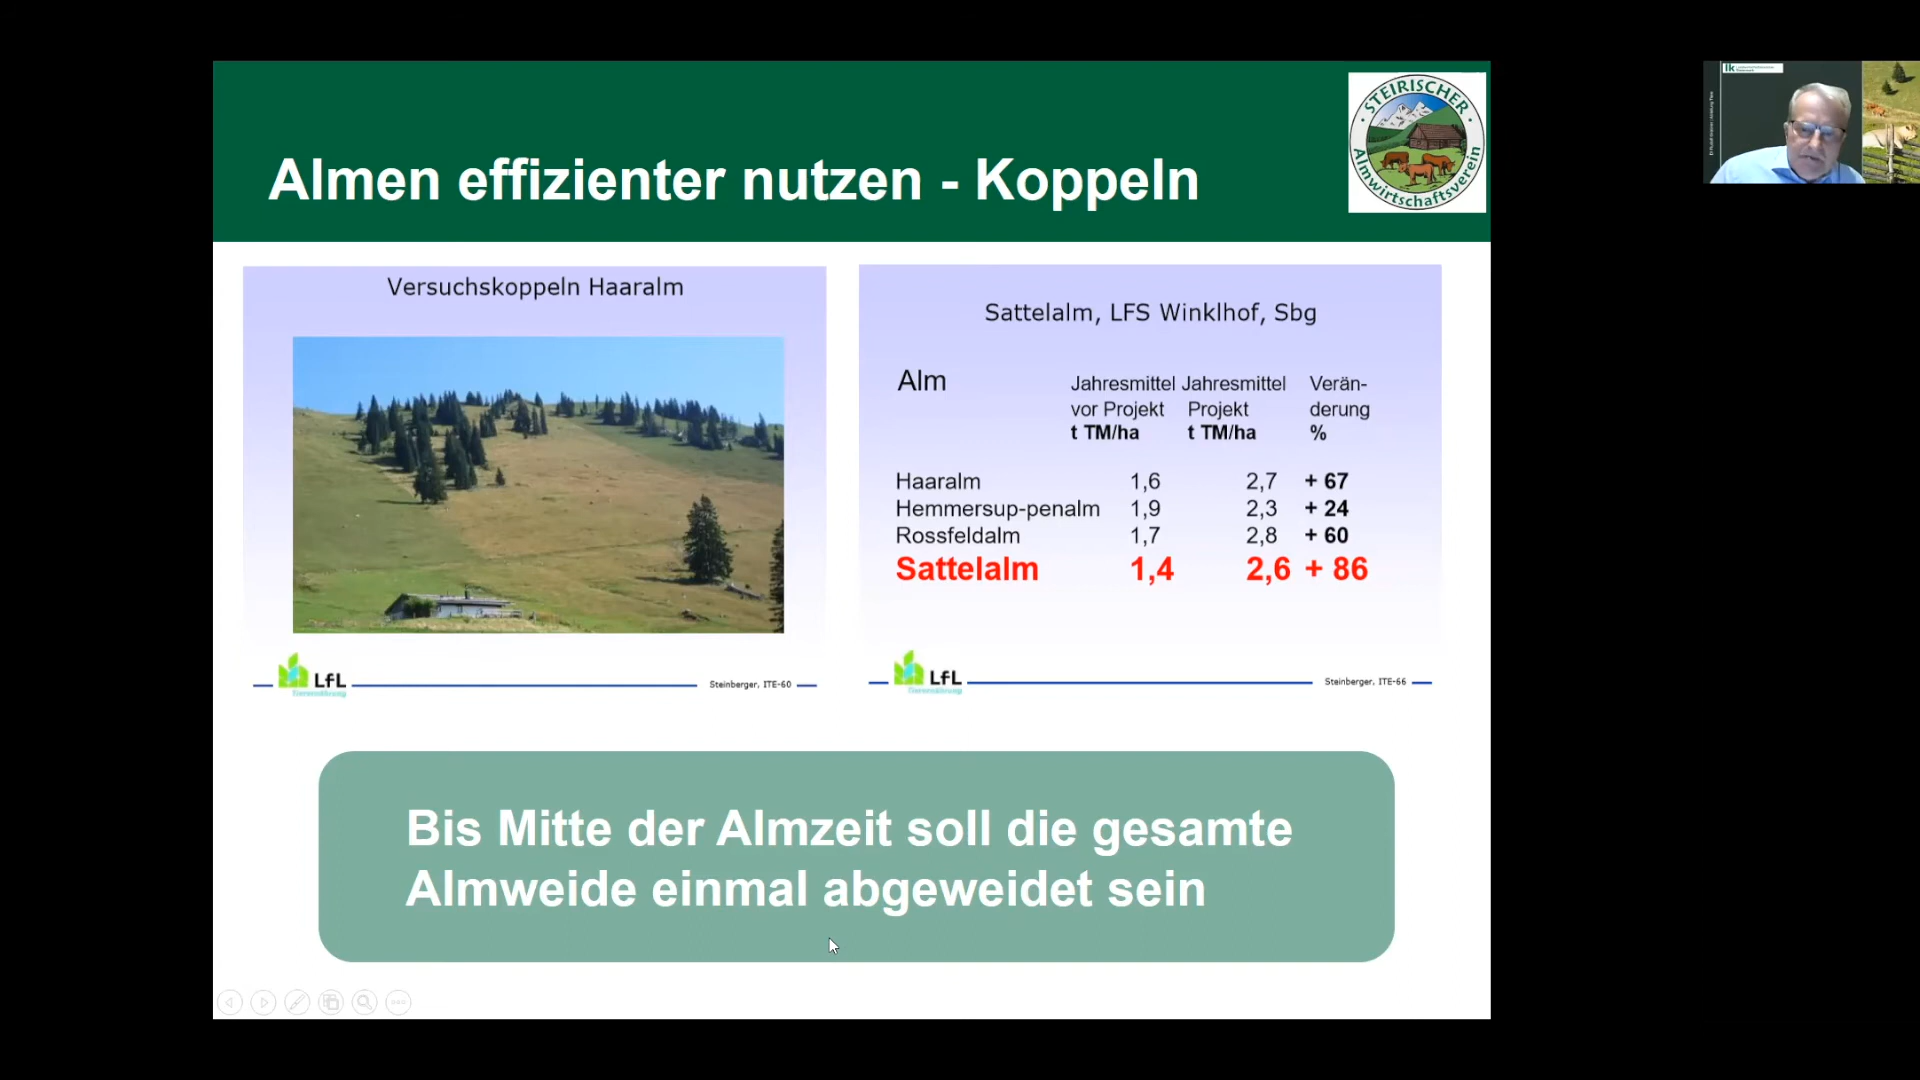 Almen effizienter nutzen - Koppeln
STEIRISCHER
Almwirtschaftsverein
lk
Versuchskoppeln Haaralm
LfL
Tierernährung
Steinberger, ITE-60
Sattelalm, LFS Winklhof, Sbg
Alm Jahresmittel Jahresmittel Verän-
vor Projekt Projekt derung
t TM/ha t TM/ha %
Haaralm 1,6 2,7 + 67
Hemmersup-penalm 1,9 2,3 + 24
Rossfeldalm 1,7 2,8 + 60
Sattelalm 1,4 2,6 + 86
LfL
Tierernährung
Steinberger, ITE-66
Bis Mitte der Almzeit soll die gesamte
Almweide einmal abgeweidet sein